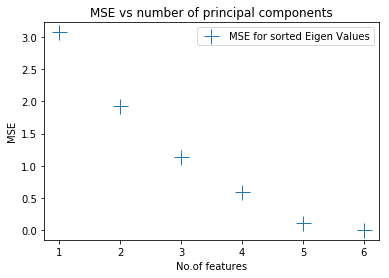 MSE vs number of principal components
MSE for sorted Eigen Values
MSE
3.0
2.5
2.0
1.5
1.0
0.5
0.0
1 2 3 4 5 6
No.of features